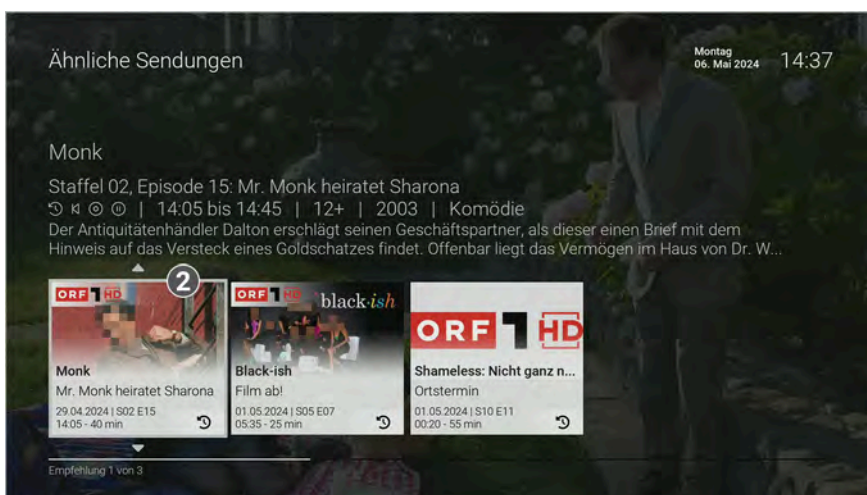 Ähnliche Sendungen
Montag
06. Mai 2024
14:37
Monk
Staffel 02, Episode 15: Mr. Monk heiratet Sharona
| 14:05 bis 14:45 | 12+ | 2003 | Komödie
Der Antiquitätenhändler Dalton erschlägt seinen Geschäftspartner, als dieser einen Brief mit dem
Hinweis auf das Versteck eines Goldschatzes findet. Offenbar liegt das Vermögen im Haus von Dr. W...
2
ORF 1 HD
Monk
Mr. Monk heiratet Sharona
29.04.2024 | S02 E15
14:05 - 40 min
ORF 1 HD
black-ish
Black-ish
Film ab!
01.05.2024 | S05 E07
05:35 - 25 min
ORF 1 HD
Shameless: Nicht ganz n...
Ortstermin
01.05.2024 | S10 E11
00:20 - 55 min
Empfehlung 1 von 3